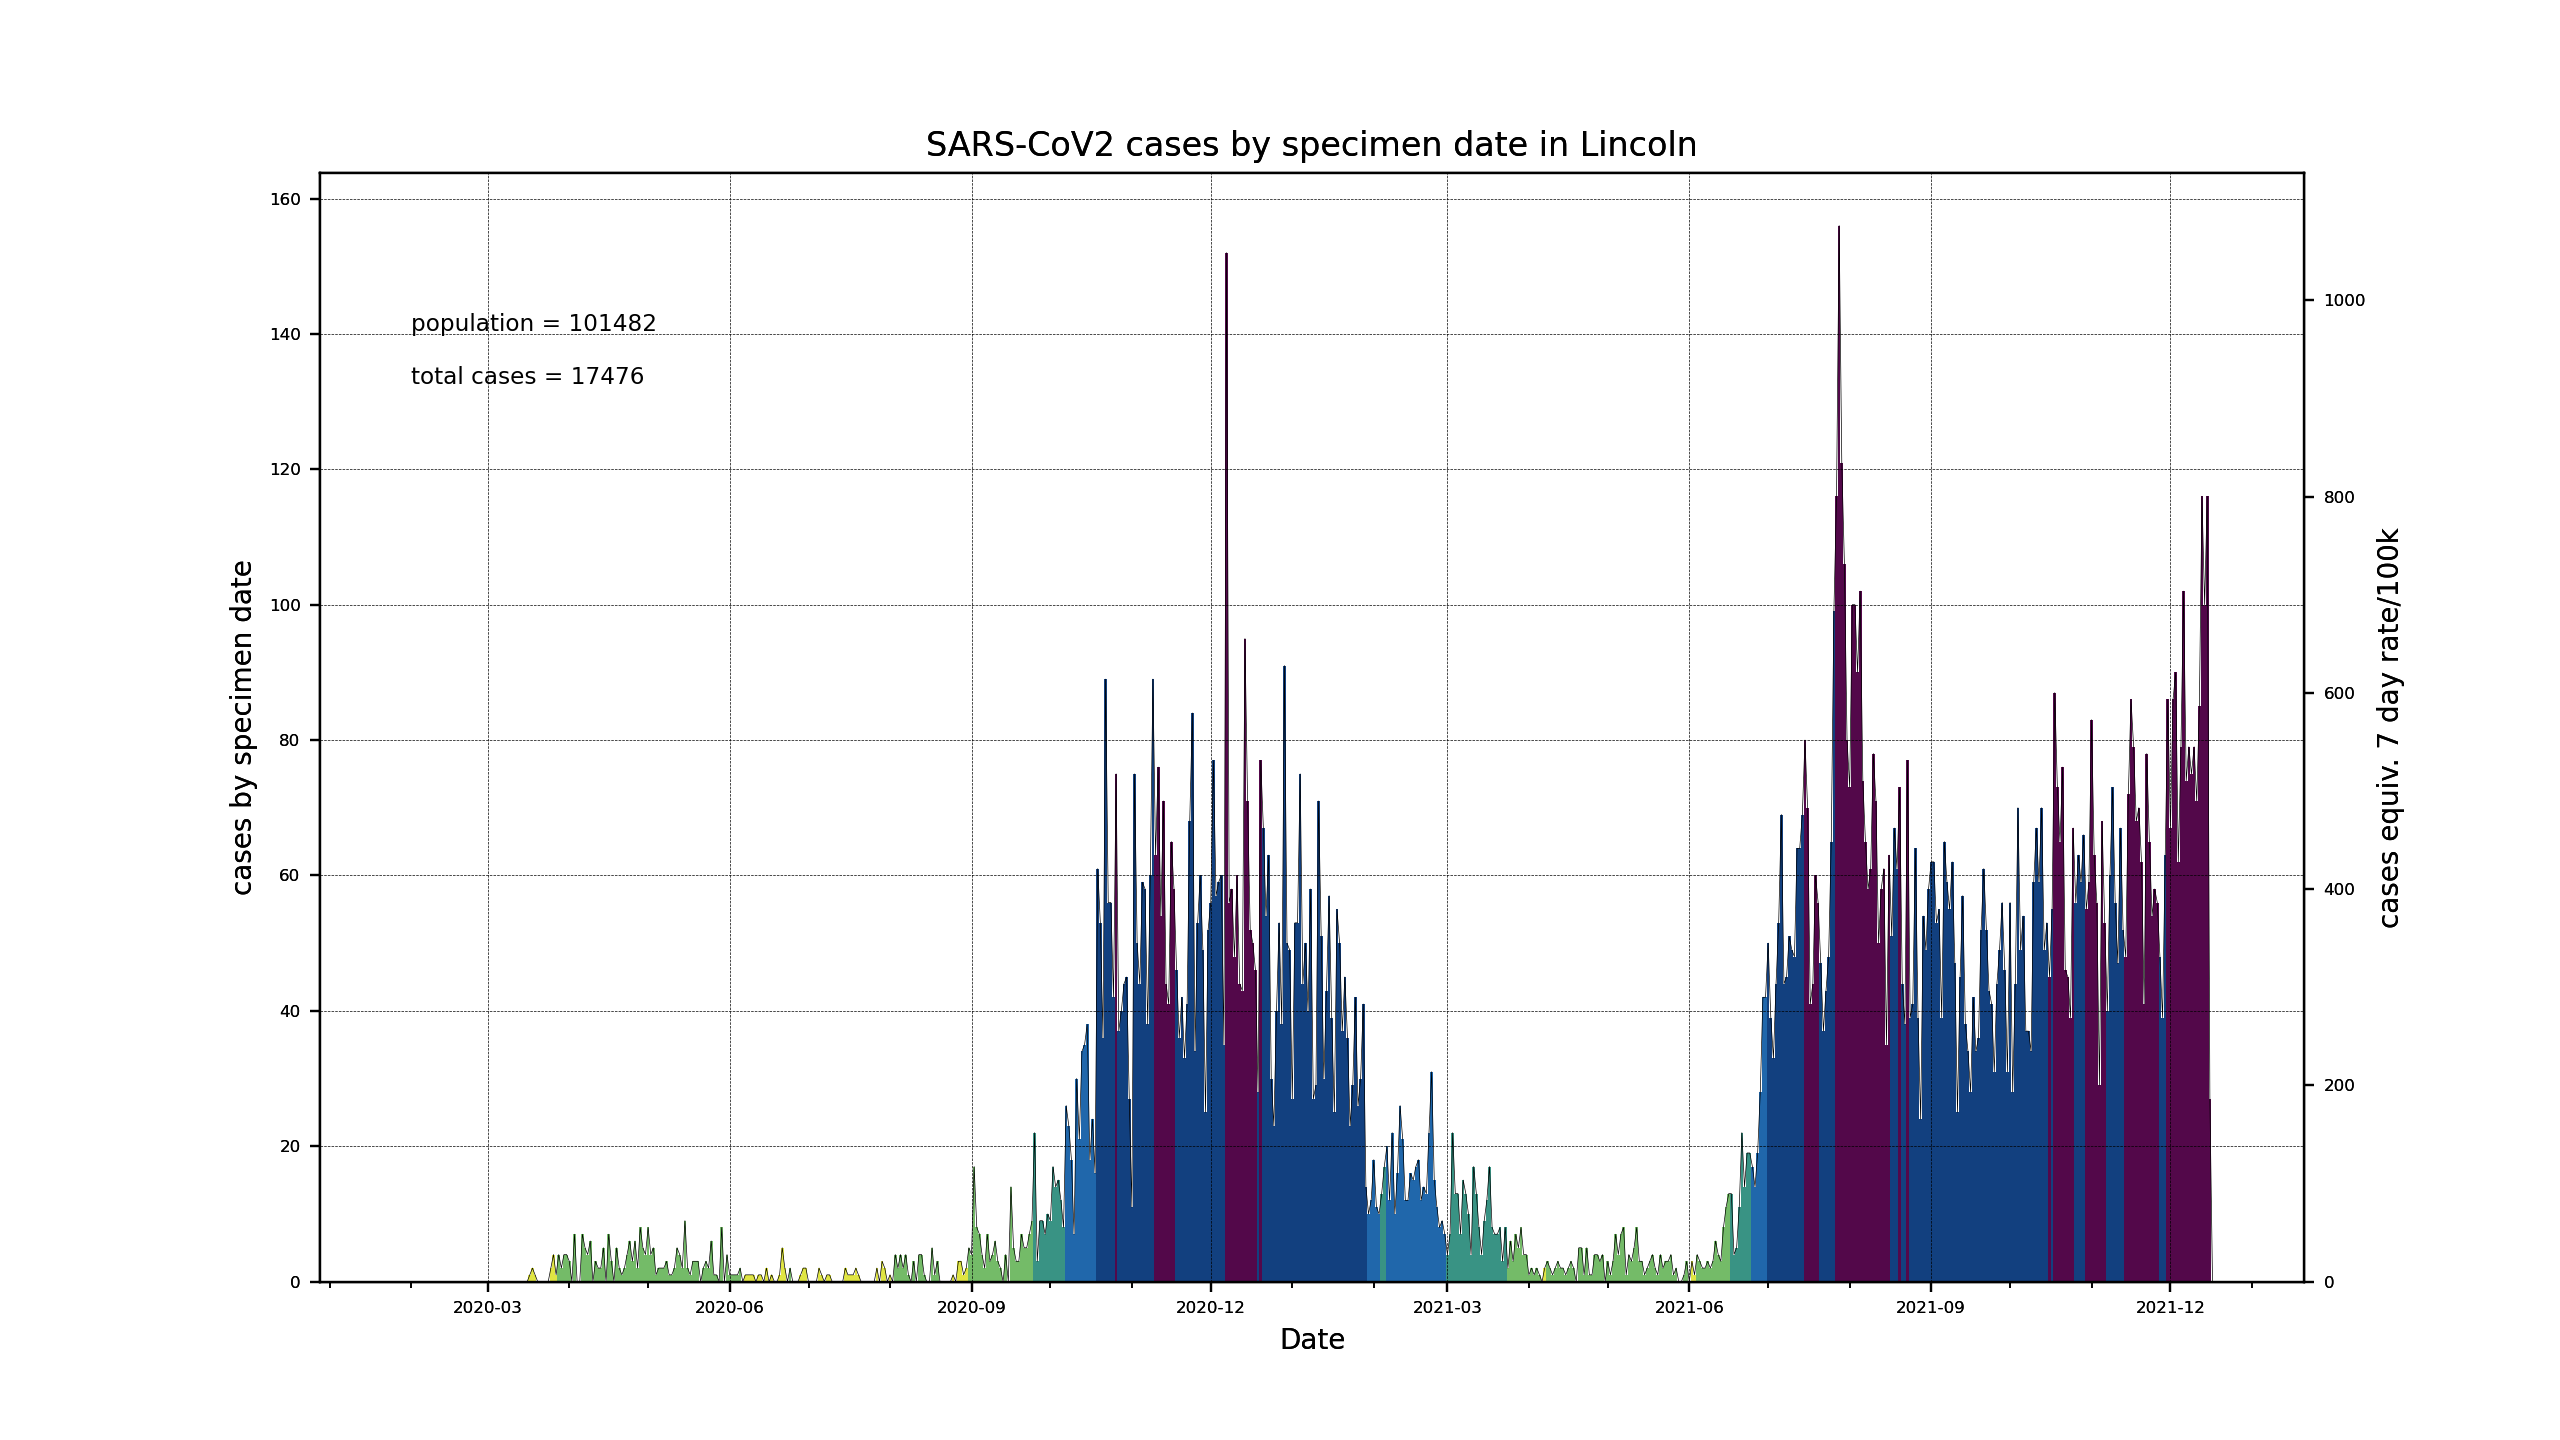 SARS-CoV2 cases by specimen date in Lincoln
population = 101482
total cases = 17476
cases by specimen date
160
140
120
100
80
60
40
20
0
1000
800
600
400
200
0
cases equiv. 7 day rate/100k
2020-03 2020-06 2020-09 2020-12 2021-03 2021-06 2021-09 2021-12
Date